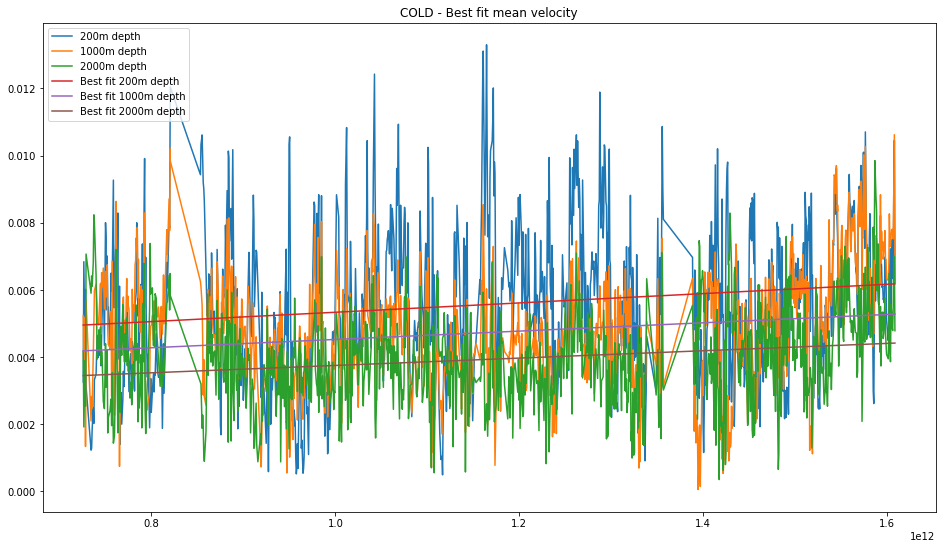 COLD - Best fit mean velocity
200m depth
1000m depth
2000m depth
Best fit 200m depth
Best fit 1000m depth
Best fit 2000m depth
0.012
0.010
0.008
0.006
0.004
0.002
0.000
0.8 1.0 1.2 1.4 1.6
1e12